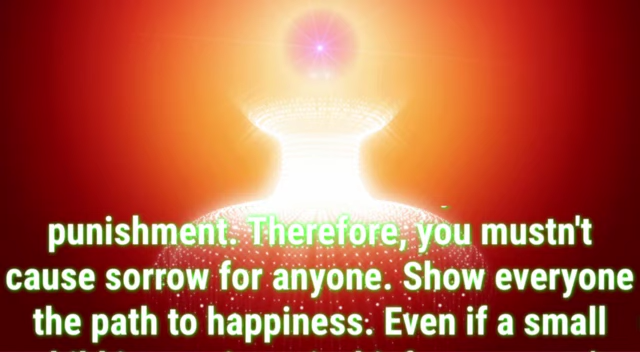 punishment. Therefore, you mustn't
cause sorrow for anyone. Show everyone
the path to happiness. Even if a small